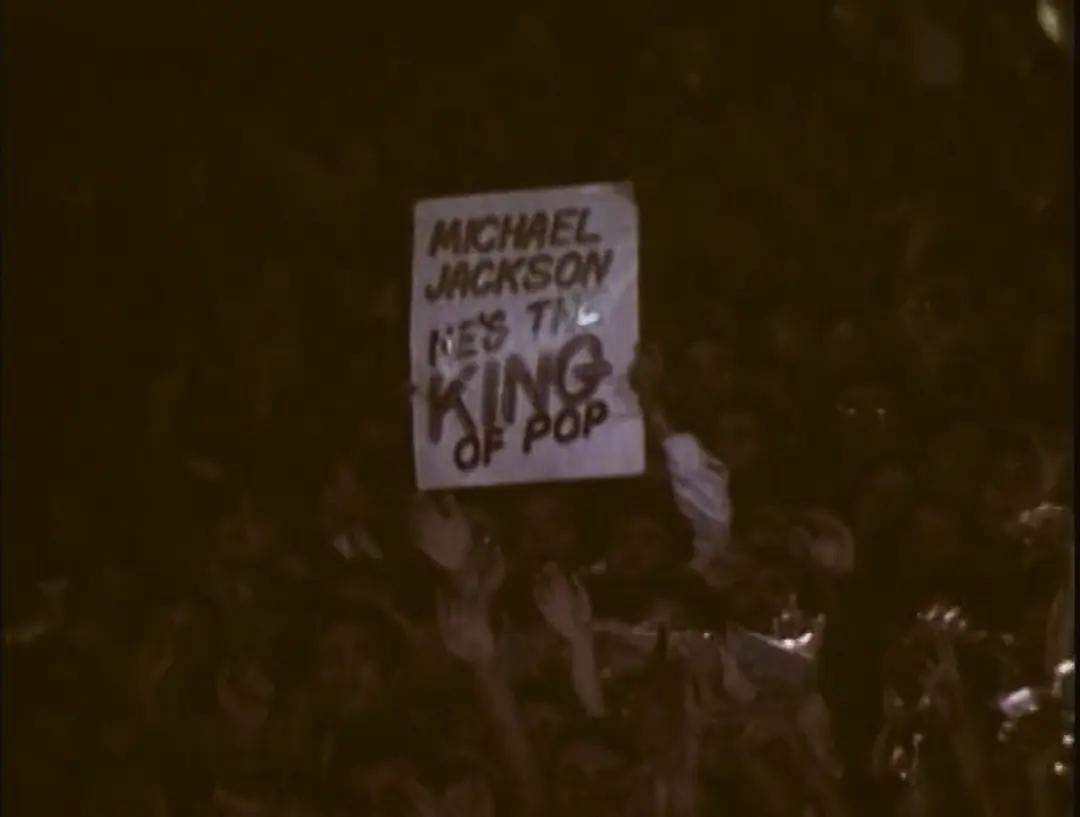 MICHAEL
JACKSON
HE'S THE
KING
OF POP